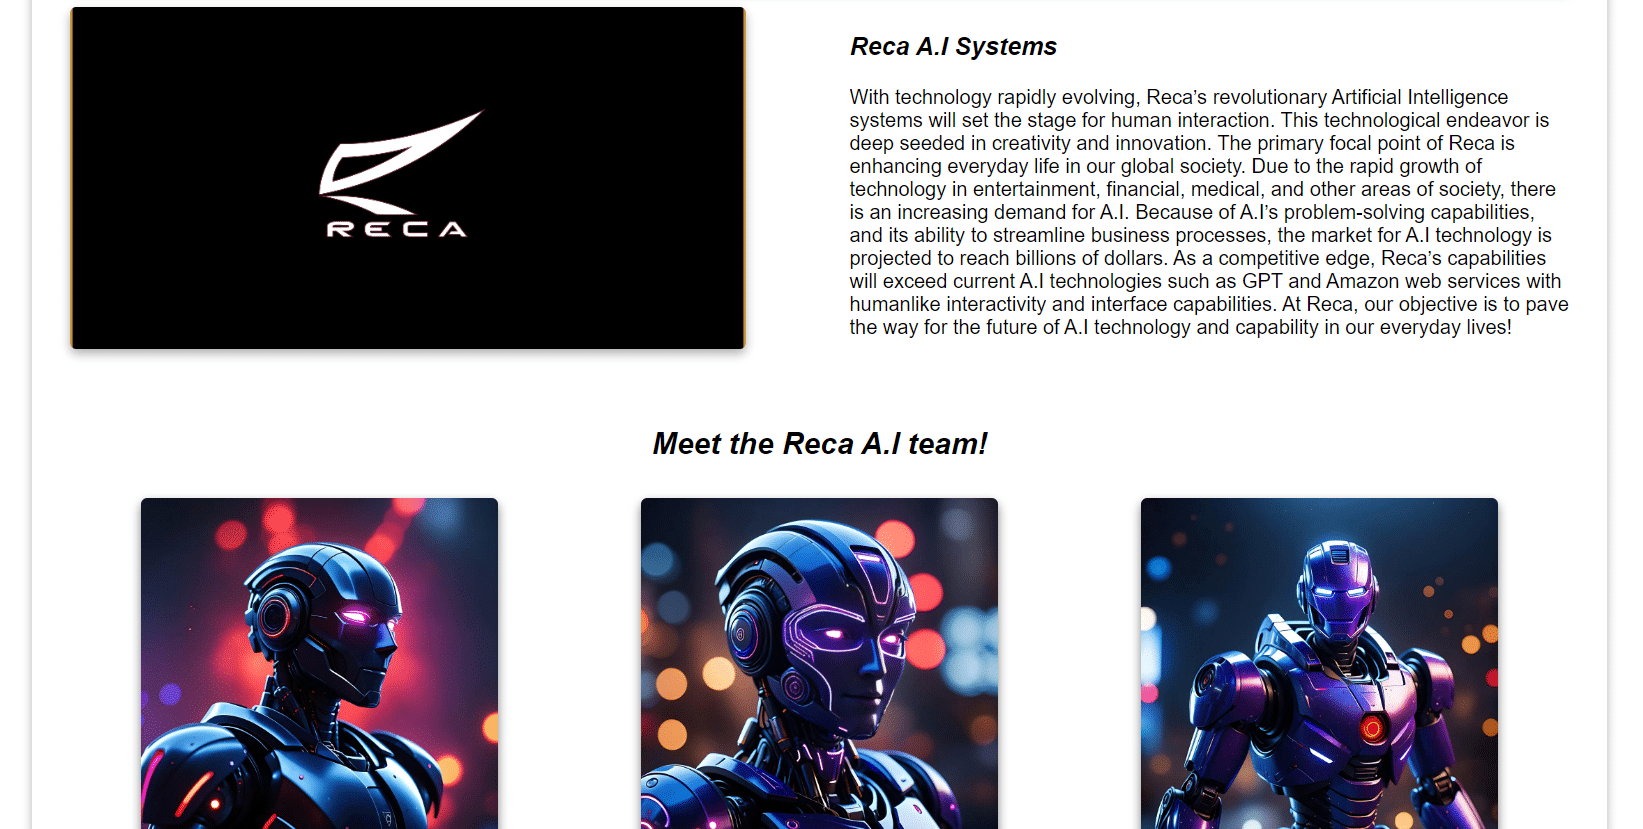 RECA
Reca A.I Systems
With technology rapidly evolving, Reca’s revolutionary Artificial Intelligence
systems will set the stage for human interaction. This technological endeavor is
deep seeded in creativity and innovation. The primary focal point of Reca is
enhancing everyday life in our global society. Due to the rapid growth of
technology in entertainment, financial, medical, and other areas of society, there
is an increasing demand for A.I. Because of A.I’s problem-solving capabilities,
and its ability to streamline business processes, the market for A.I technology is
projected to reach billions of dollars. As a competitive edge, Reca’s capabilities
will exceed current A.I technologies such as GPT and Amazon web services with
humanlike interactivity and interface capabilities. At Reca, our objective is to pave
the way for the future of A.I technology and capability in our everyday lives!
Meet the Reca A.I team!